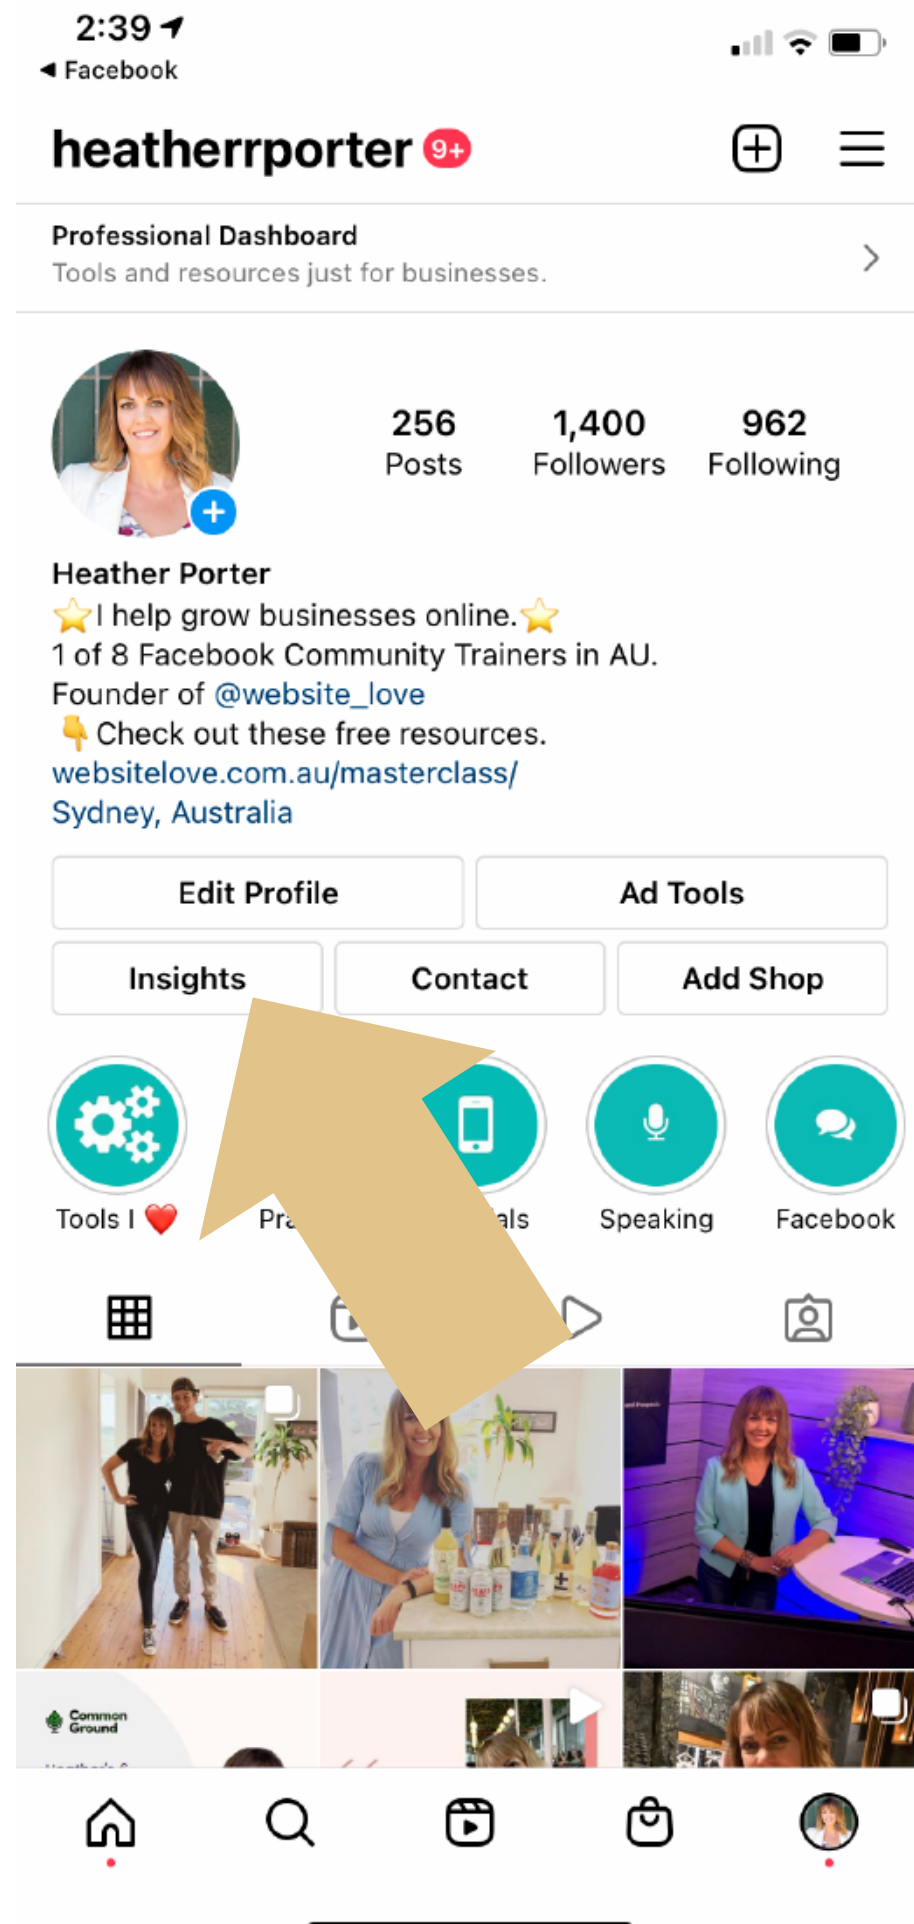 2:39
◀ Facebook
heatherrporter 9+
Professional Dashboard
Tools and resources just for businesses.
256 1,400 962
Posts Followers Following
Heather Porter
⭐I help grow businesses online.⭐
1 of 8 Facebook Community Trainers in AU.
Founder of @website_love
👇Check out these free resources.
websitelove.com.au/masterclass/
Sydney, Australia
Edit Profile Ad Tools
Insights Contact Add Shop
Tools I ❤️ Speaking Facebook
Common
Ground